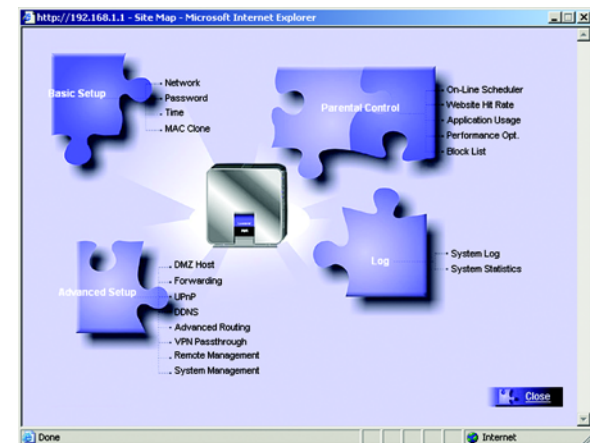 http://192.168.1.1 - Site Map - Microsoft Internet Explorer
Basic Setup
Network
Password
Time
MAC Clone
Parental Control
On-Line Scheduler
Website Hit Rate
Application Usage
Performance Opt.
Block List
Advanced Setup
DMZ Host
Forwarding
UPnP
DDNS
Advanced Routing
VPN Passthrough
Remote Management
System Management
Log
System Log
System Statistics
Close
Done
Internet